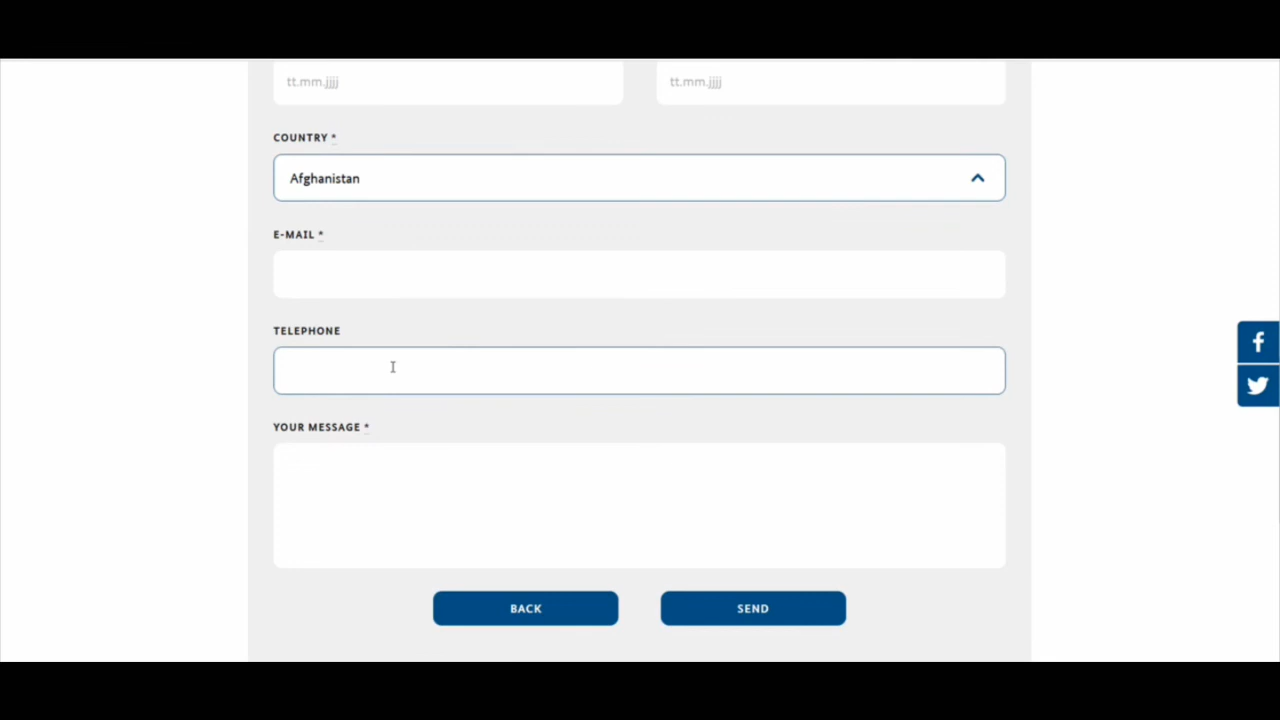 tt.mm.jjjj tt.mm.jjjj
COUNTRY *
Afghanistan
E-MAIL *
TELEPHONE
YOUR MESSAGE *
BACK SEND